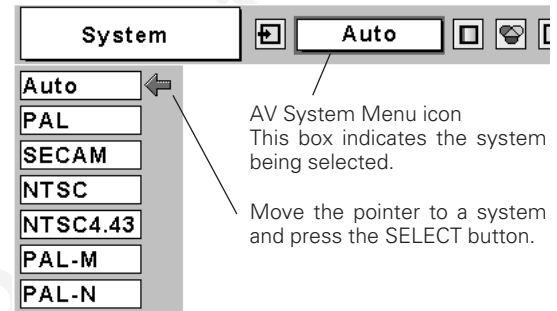 System
Auto
Auto
PAL
SECAM
NTSC
NTSC4.43
PAL-M
PAL-N
AV System Menu icon
This box indicates the system
being selected.
Move the pointer to a system
and press the SELECT button.